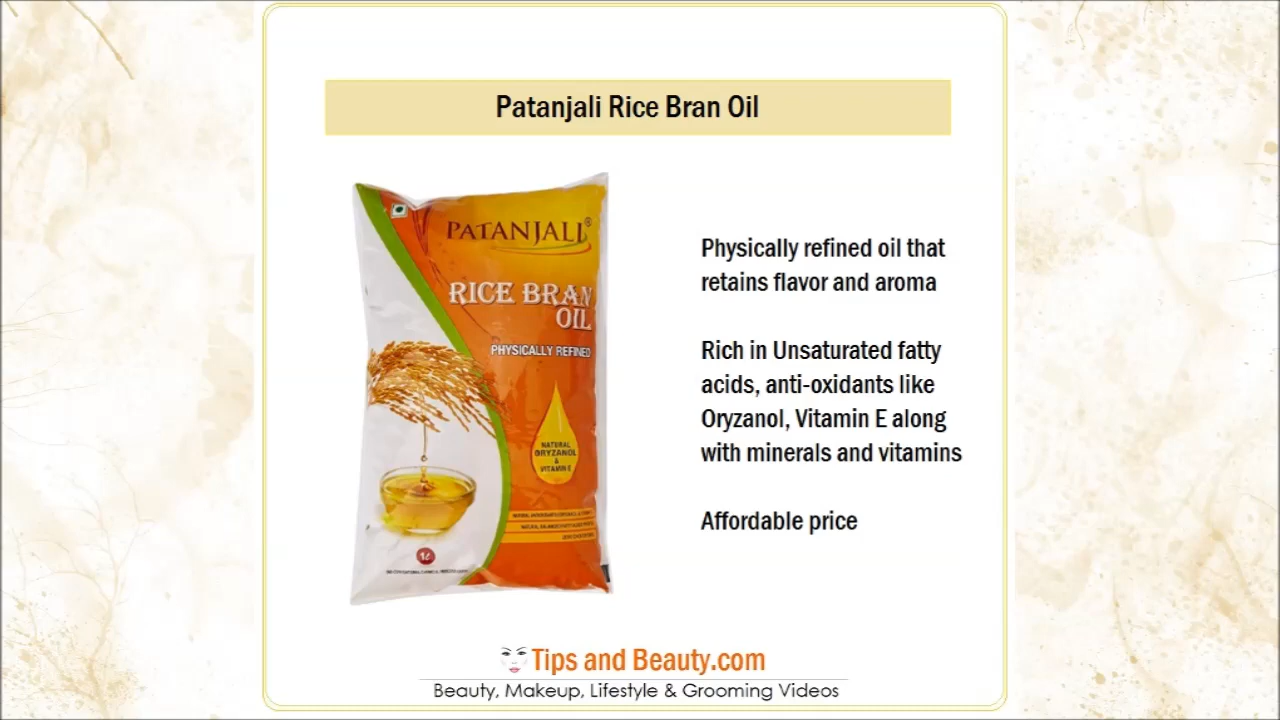 Patanjali Rice Bran Oil
PATANJALI®
RICE BRAN
OIL
PHYSICALLY REFINED
NATURAL
ORYZANOL
&
VITAMIN E
1L
Physically refined oil that
retains flavor and aroma
Rich in Unsaturated fatty
acids, anti-oxidants like
Oryzanol, Vitamin E along
with minerals and vitamins
Affordable price
Tips and Beauty.com
Beauty, Makeup, Lifestyle & Grooming Videos